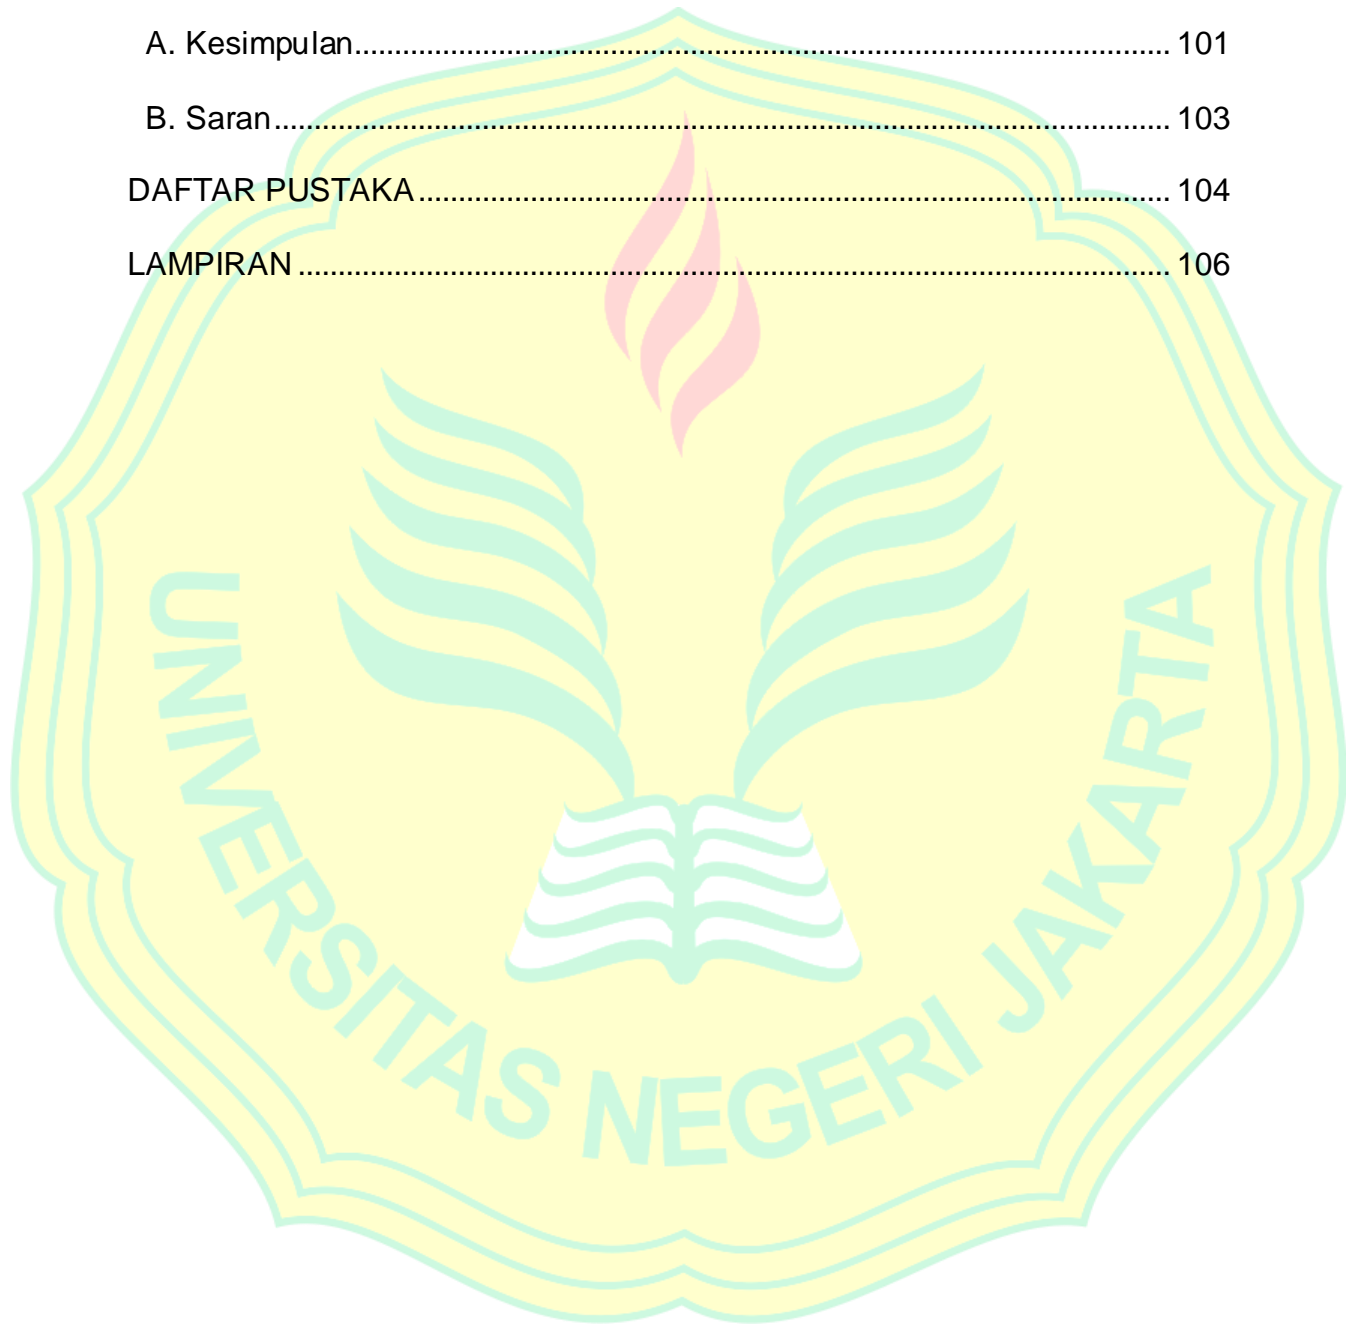 A. Kesimpulan....................................................................................................... 101
B. Saran................................................................................................................. 103
DAFTAR PUSTAKA............................................................................................... 104
LAMPIRAN.............................................................................................................. 106
UNIVERSITAS NEGERI JAKARTA